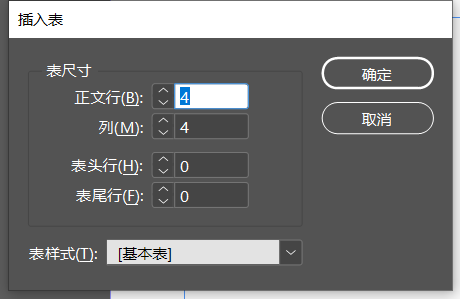 插入表
表尺寸
正文行(B): 4
列(M): 4
表头行(H): 0
表尾行(F): 0
表样式(T): [基本表]
确定
取消